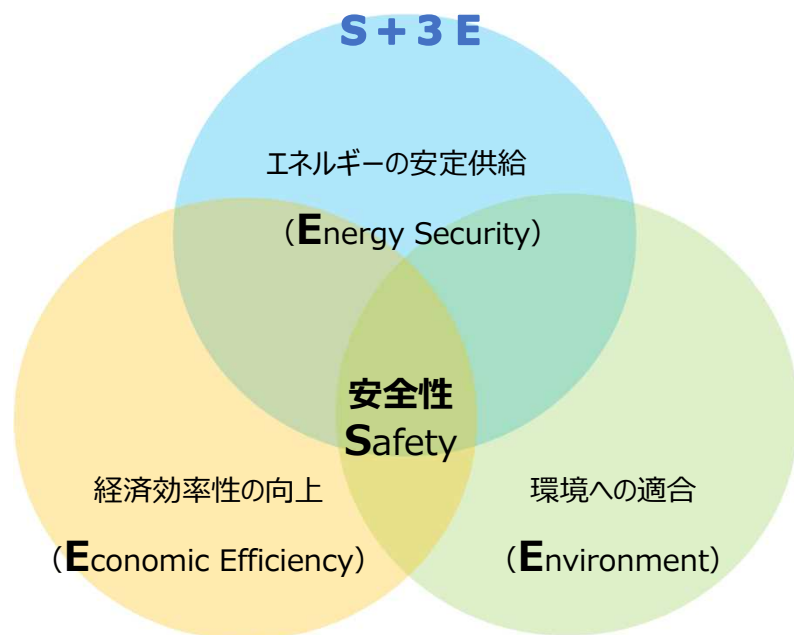 S+3E
エネルギーの安定供給
（Energy Security）
安全性
Safety
経済効率性の向上
（Economic Efficiency）
環境への適合
（Environment）